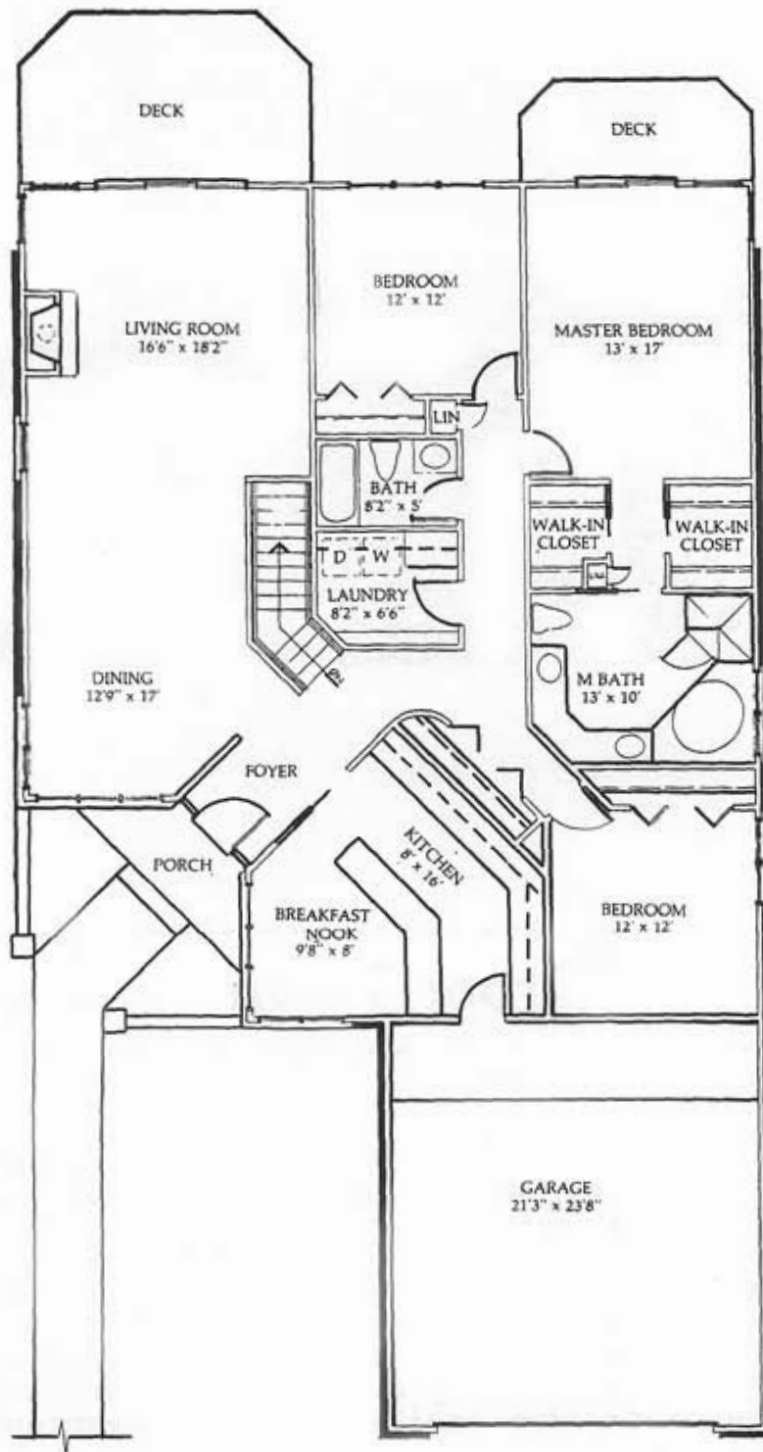 DECK
DECK
BEDROOM
12' x 12'
LIVING ROOM
16'6" x 18'2"
MASTER BEDROOM
13' x 17'
LIN
BATH
8'2" x 5'
WALK-IN
CLOSET
WALK-IN
CLOSET
D
W
LAUNDRY
8'2" x 6'6"
DINING
12'9" x 17'
M BATH
13' x 10'
FOYER
PORCH
KITCHEN
8' x 16'
BREAKFAST
NOOK
9'8" x 8'
BEDROOM
12' x 12'
GARAGE
21'3" x 23'8"